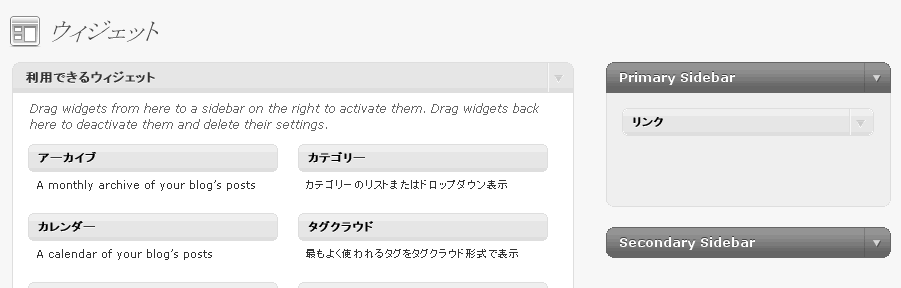 ウィジェット
利用できるウィジェット
Drag widgets from here to a sidebar on the right to activate them. Drag widgets back
here to deactivate them and delete their settings.
アーカイブ
カテゴリー
A monthly archive of your blog's posts
カテゴリーのリストまたはドロップダウン表示
カレンダー
タグクラウド
A calendar of your blog's posts
最もよく使われるタグをタグクラウド形式で表示
Primary Sidebar
リンク
Secondary Sidebar